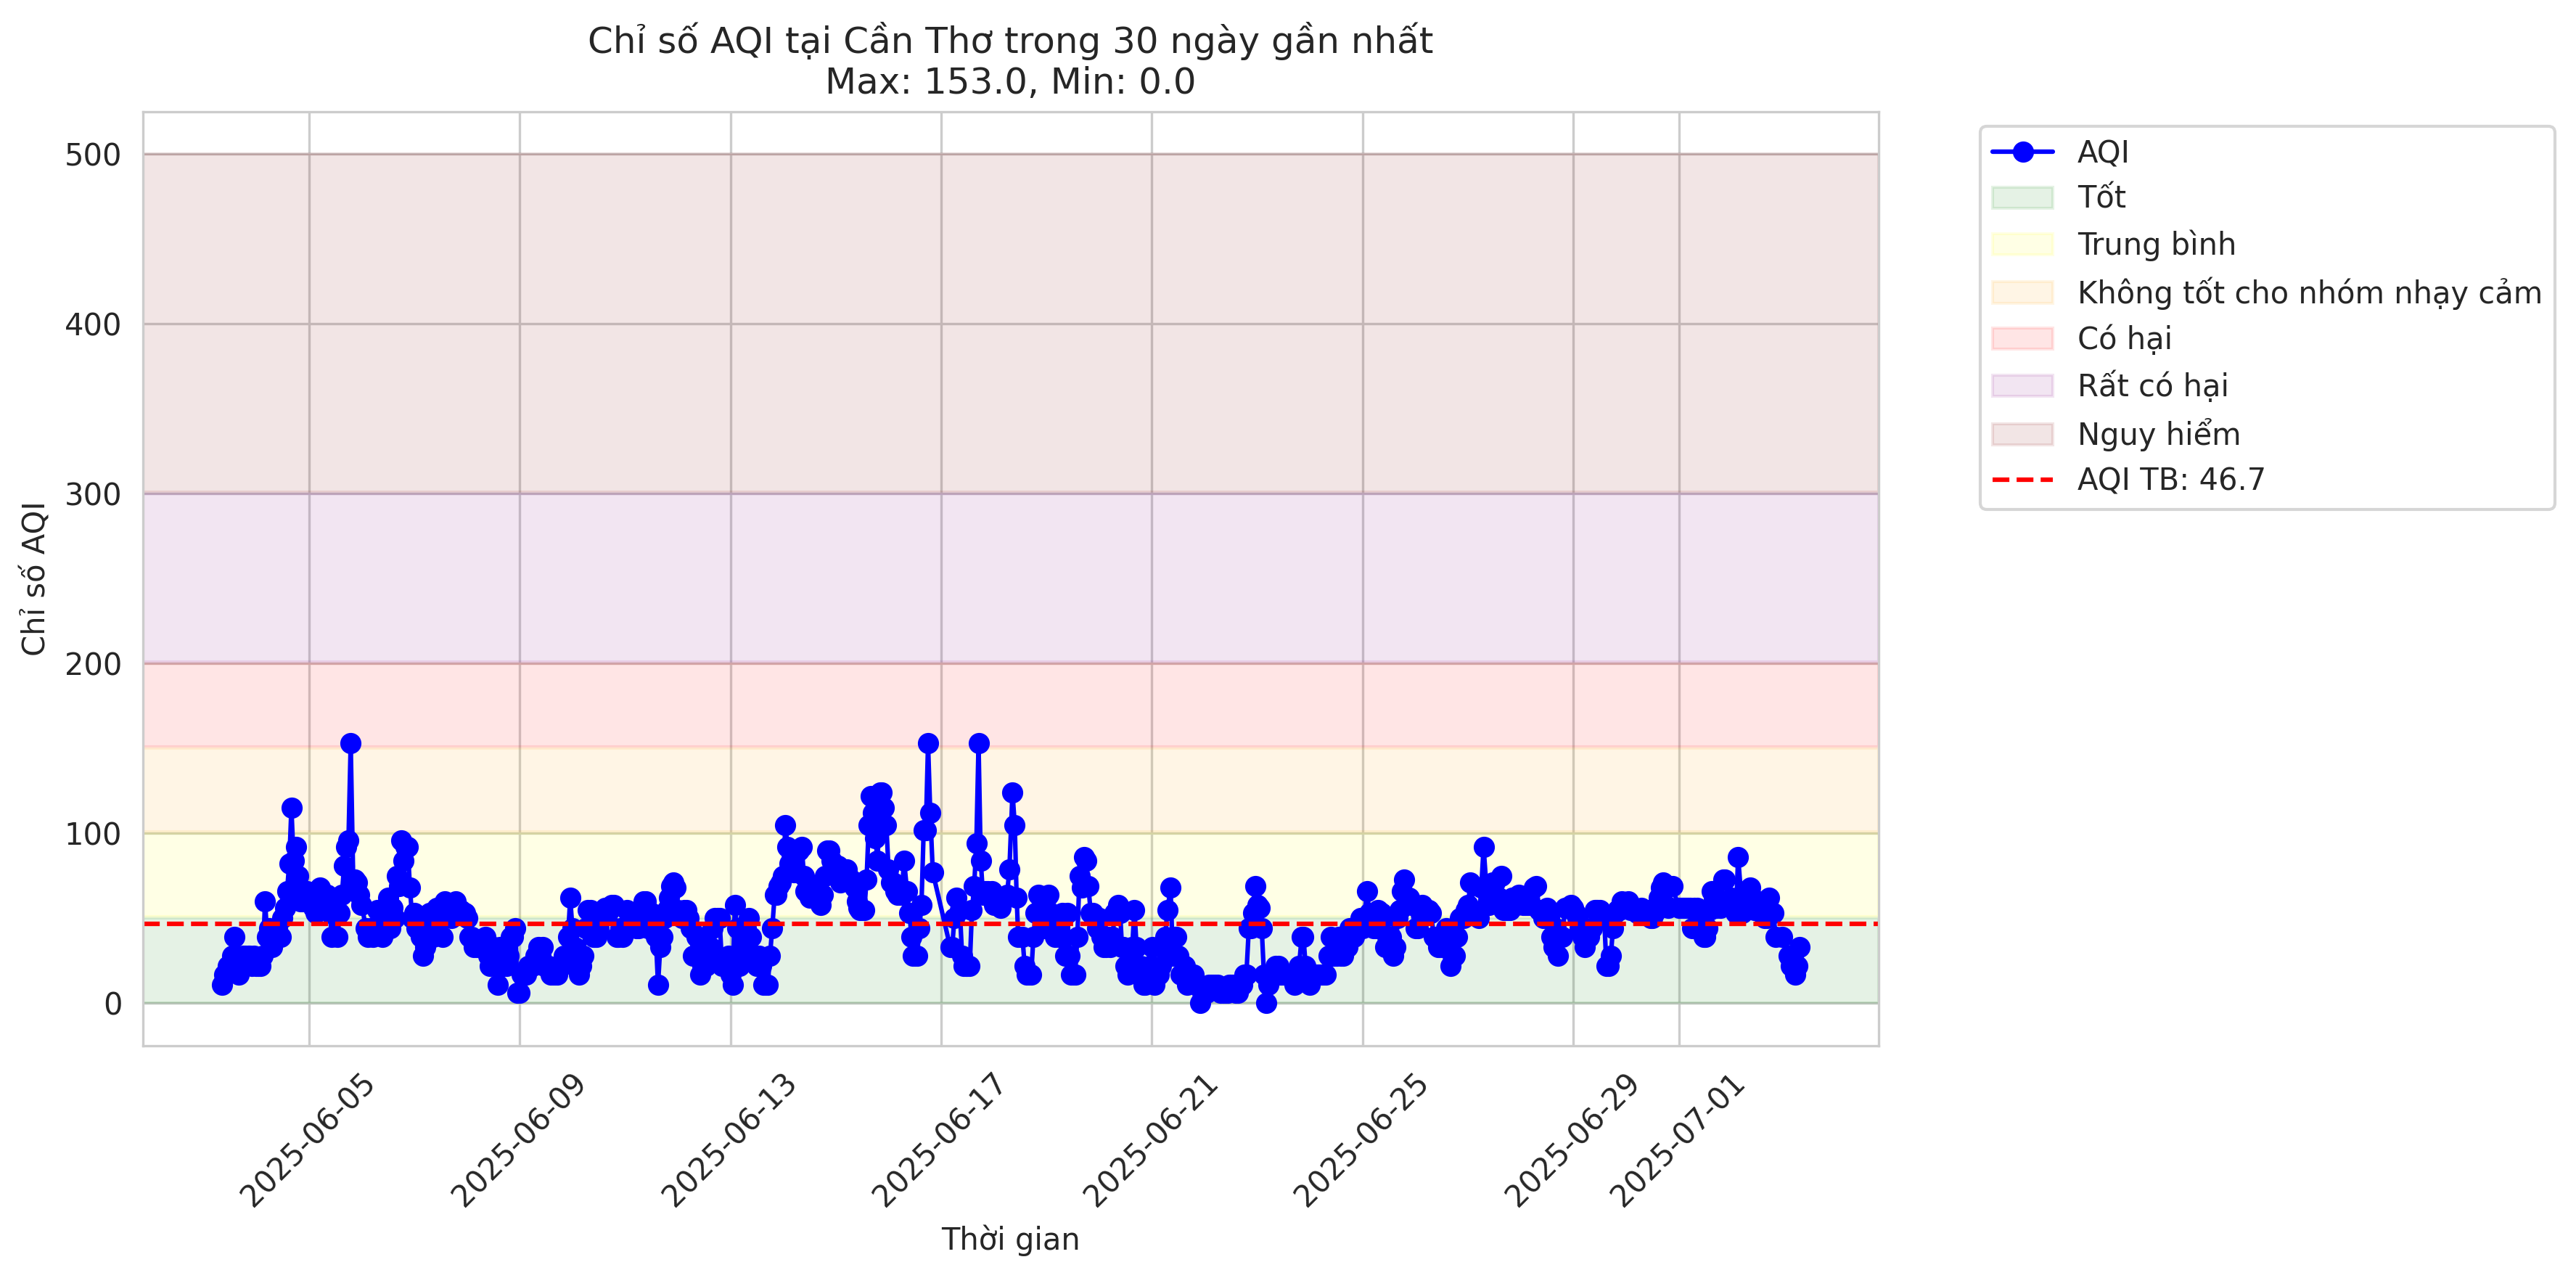 Chỉ số AQI tại Cần Thơ trong 30 ngày gần nhất
Max: 153.0, Min: 0.0
Chỉ số AQI
500
400
300
200
100
0
2025-06-05
2025-06-09
2025-06-13
2025-06-17
2025-06-21
2025-06-25
2025-06-29
2025-07-01
Thời gian
AQI
Tốt
Trung bình
Không tốt cho nhóm nhạy cảm
Có hại
Rất có hại
Nguy hiểm
AQI TB: 46.7